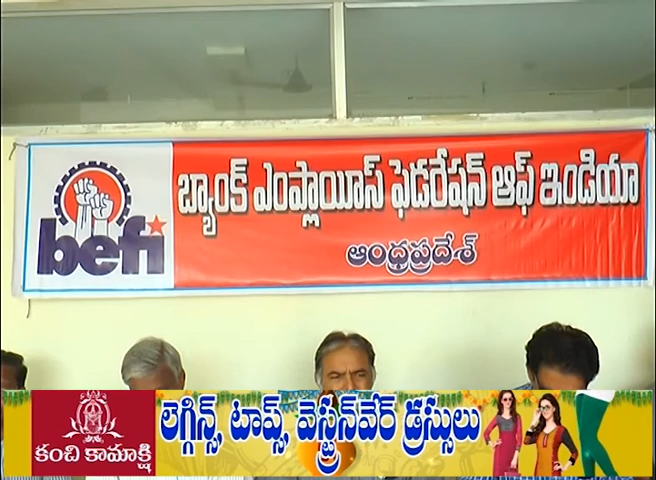 befi
బ్యాంక్ ఎంప్లాయీస్ ఫెడరేషన్ ఆఫ్ ఇండియా
ఆంధ్రప్రదేశ్
కంచి కామాక్షి
లెగ్గిన్స్, టాప్స్, వెస్ట్రన్‌వేర్ డ్రస్సులు